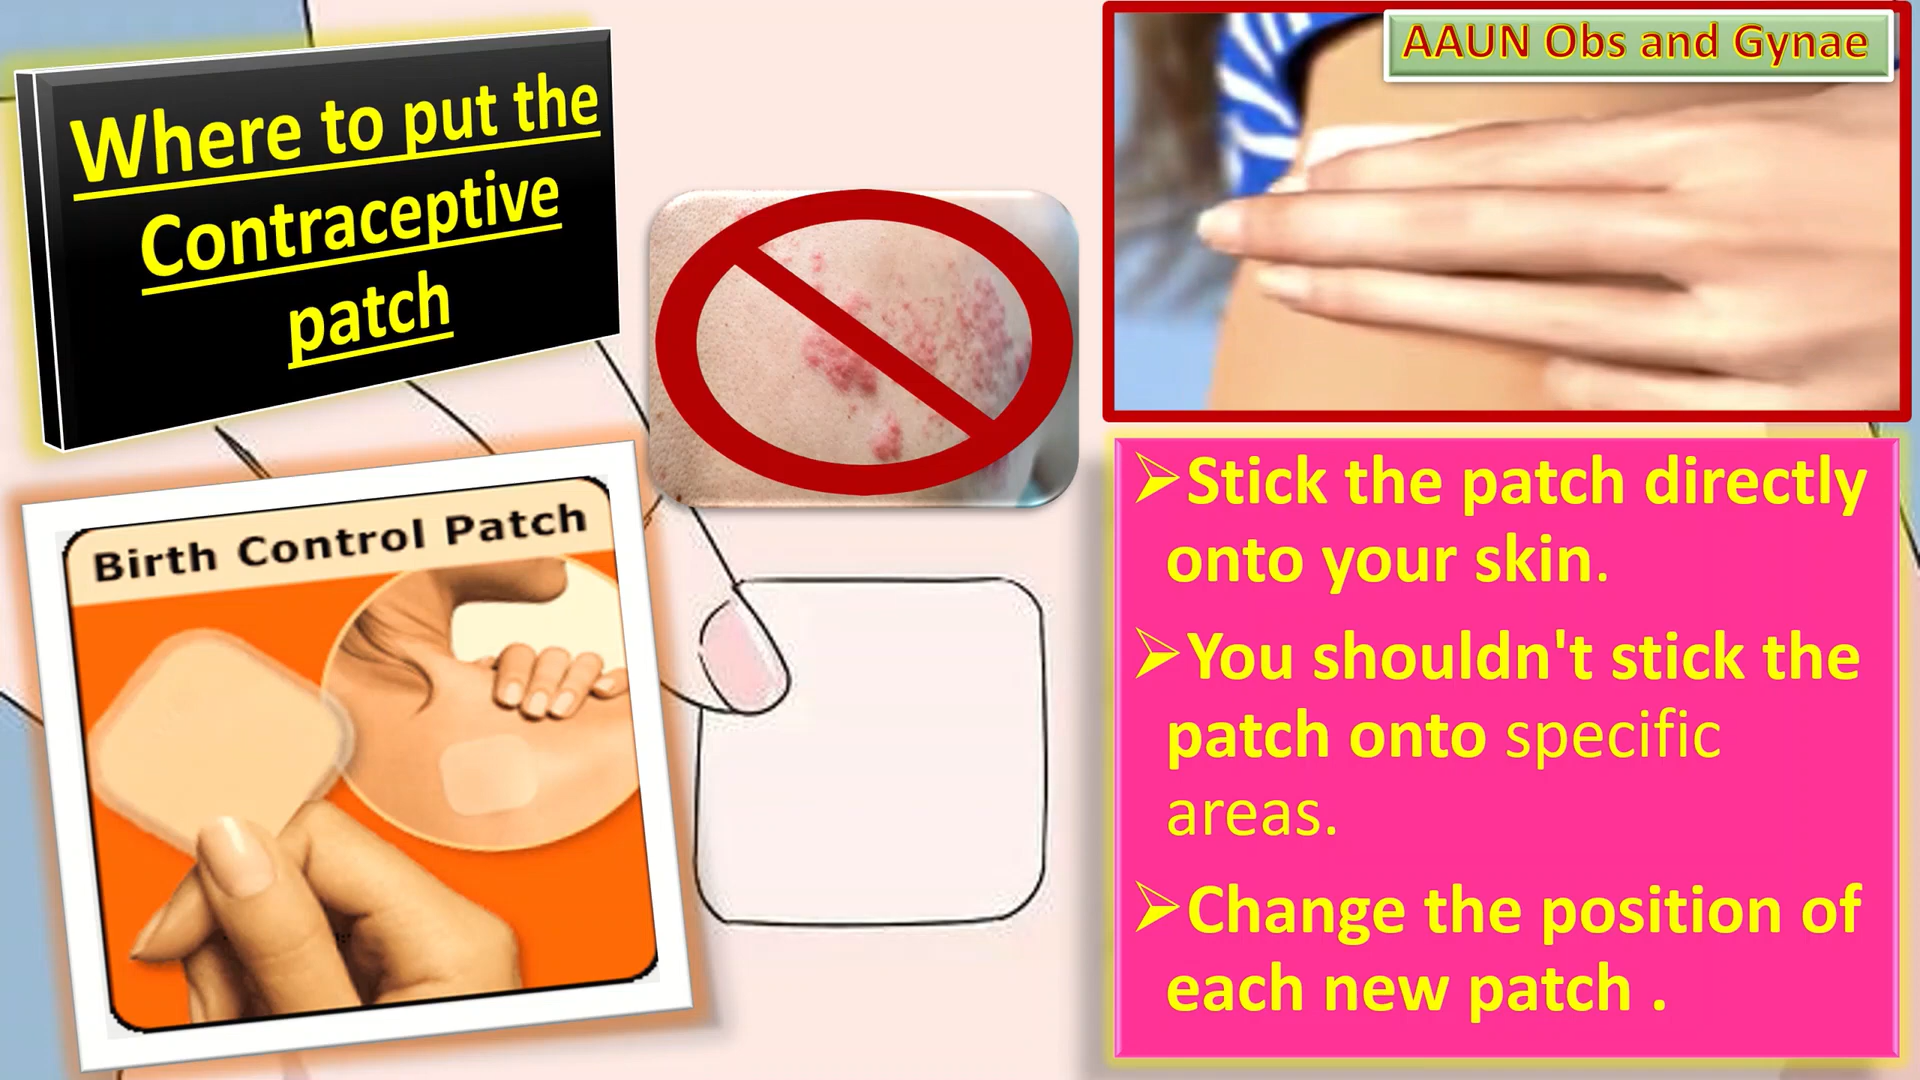 Where to put the
Contraceptive
patch
AAUN Obs and Gynae
Birth Control Patch
➢Stick the patch directly
onto your skin.
➢You shouldn't stick the
patch onto specific
areas.
➢Change the position of
each new patch .